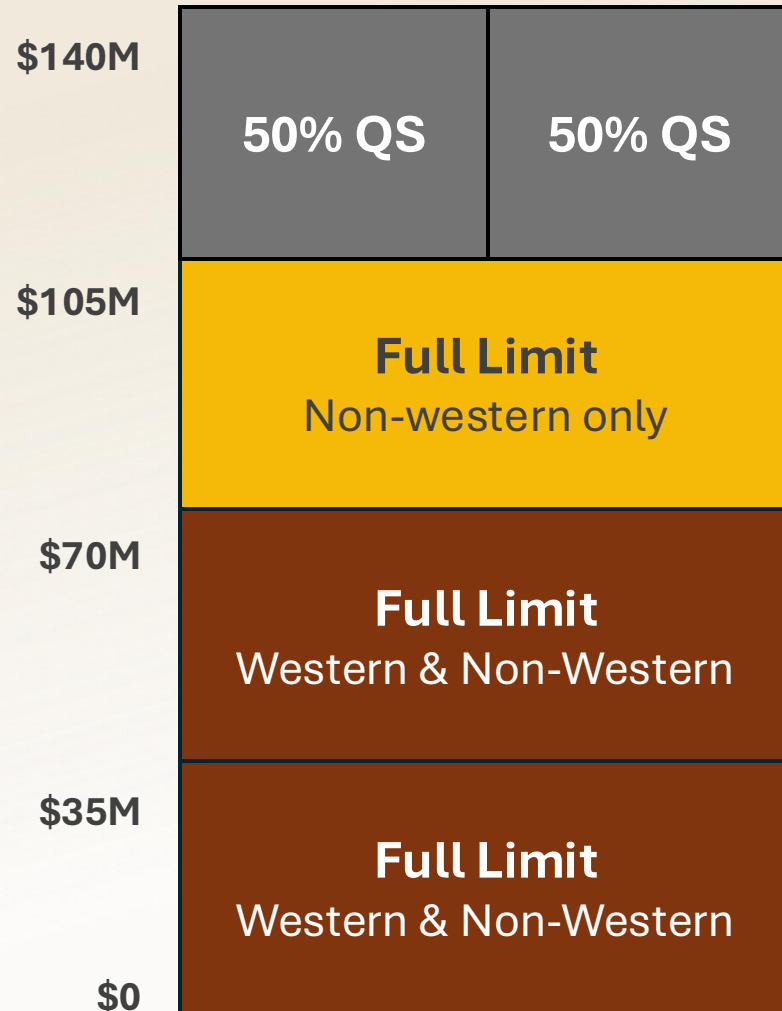 $140M
50% QS
50% QS
$105M
Full Limit
Non-western only
$70M
Full Limit
Western & Non-Western
$35M
Full Limit
Western & Non-Western
$0